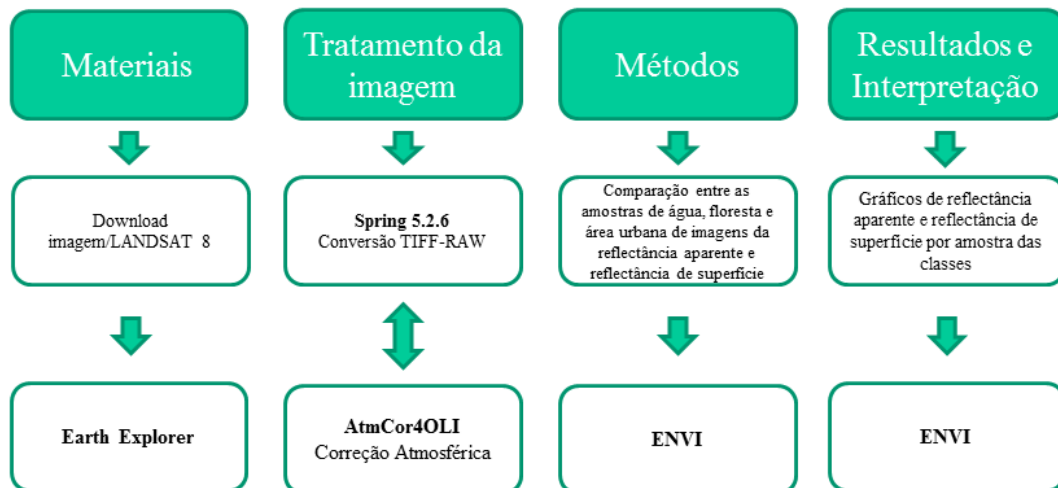 Materiais
Tratamento da
imagem
Métodos
Resultados e
Interpretação
Download
imagem/LANDSAT 8
Spring 5.2.6
Conversão TIFF-RAW
Comparação entre as
amostras de água, floresta e
área urbana de imagens da
reflectância aparente e
reflectância de superfície
Gráficos de reflectância
aparente e reflectância de
superfície por amostra das
classes
Earth Explorer
AtmCor4OLI
Correção Atmosférica
ENVI
ENVI